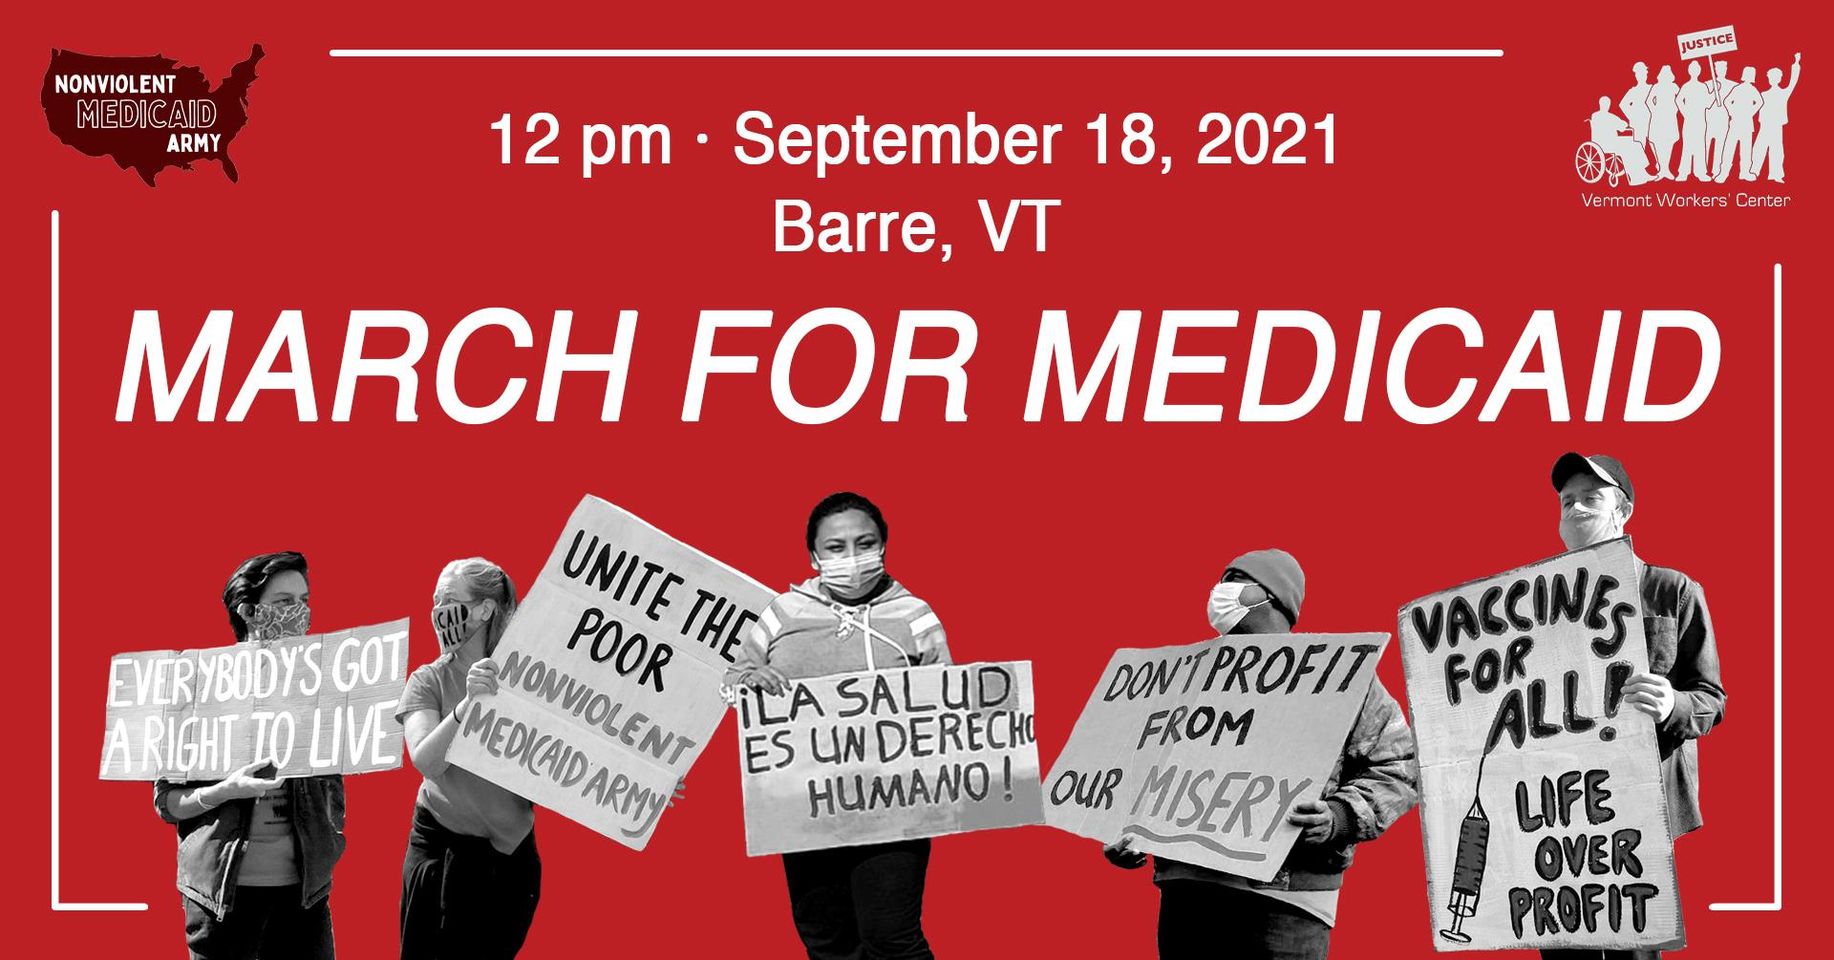 NONVIOLENT
MEDICAID
ARMY
JUSTICE
Vermont Workers' Center
12 pm · September 18, 2021
Barre, VT
MARCH FOR MEDICAID
EVERYBODY'S GOT
A RIGHT TO LIVE
CAID
ALL!
UNITE THE
POOR
NONVIOLENT
MEDICAID ARMY
¡LA SALUD
ES UN DERECHO
HUMANO!
DON'T PROFIT
FROM
OUR MISERY
VACCINES
FOR
ALL!
LIFE
OVER
PROFIT